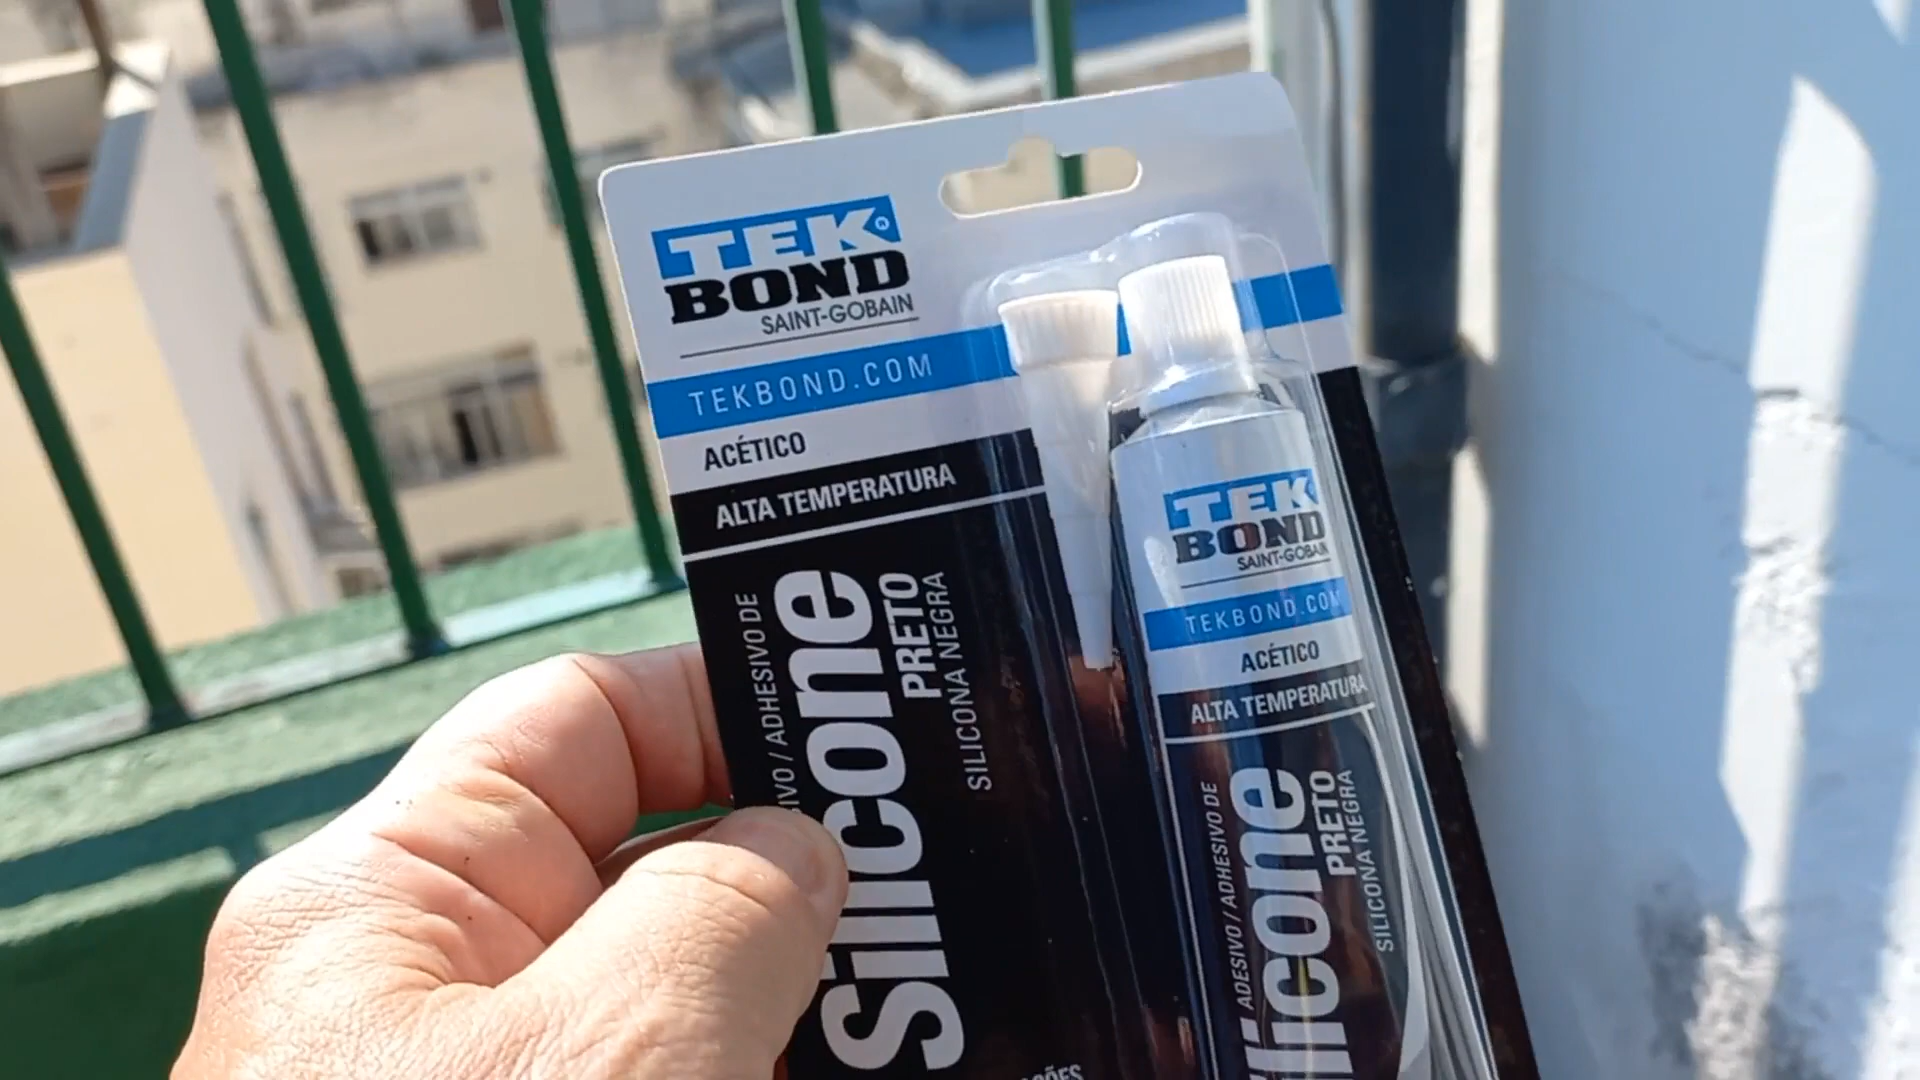 TEK
BOND
SAINT-GOBAIN
TEKBOND.COM
ACÉTICO
ALTA TEMPERATURA
/ ADHESIVO DE
Silicone
PRETO
SILICONA NEGRA
TEK
BOND
SAINT-GOBAIN
TEKBOND.COM
ACÉTICO
ALTA TEMPERATURA
ADESIVO / ADHESIVO DE
PRETO
SILICONA NEGRA